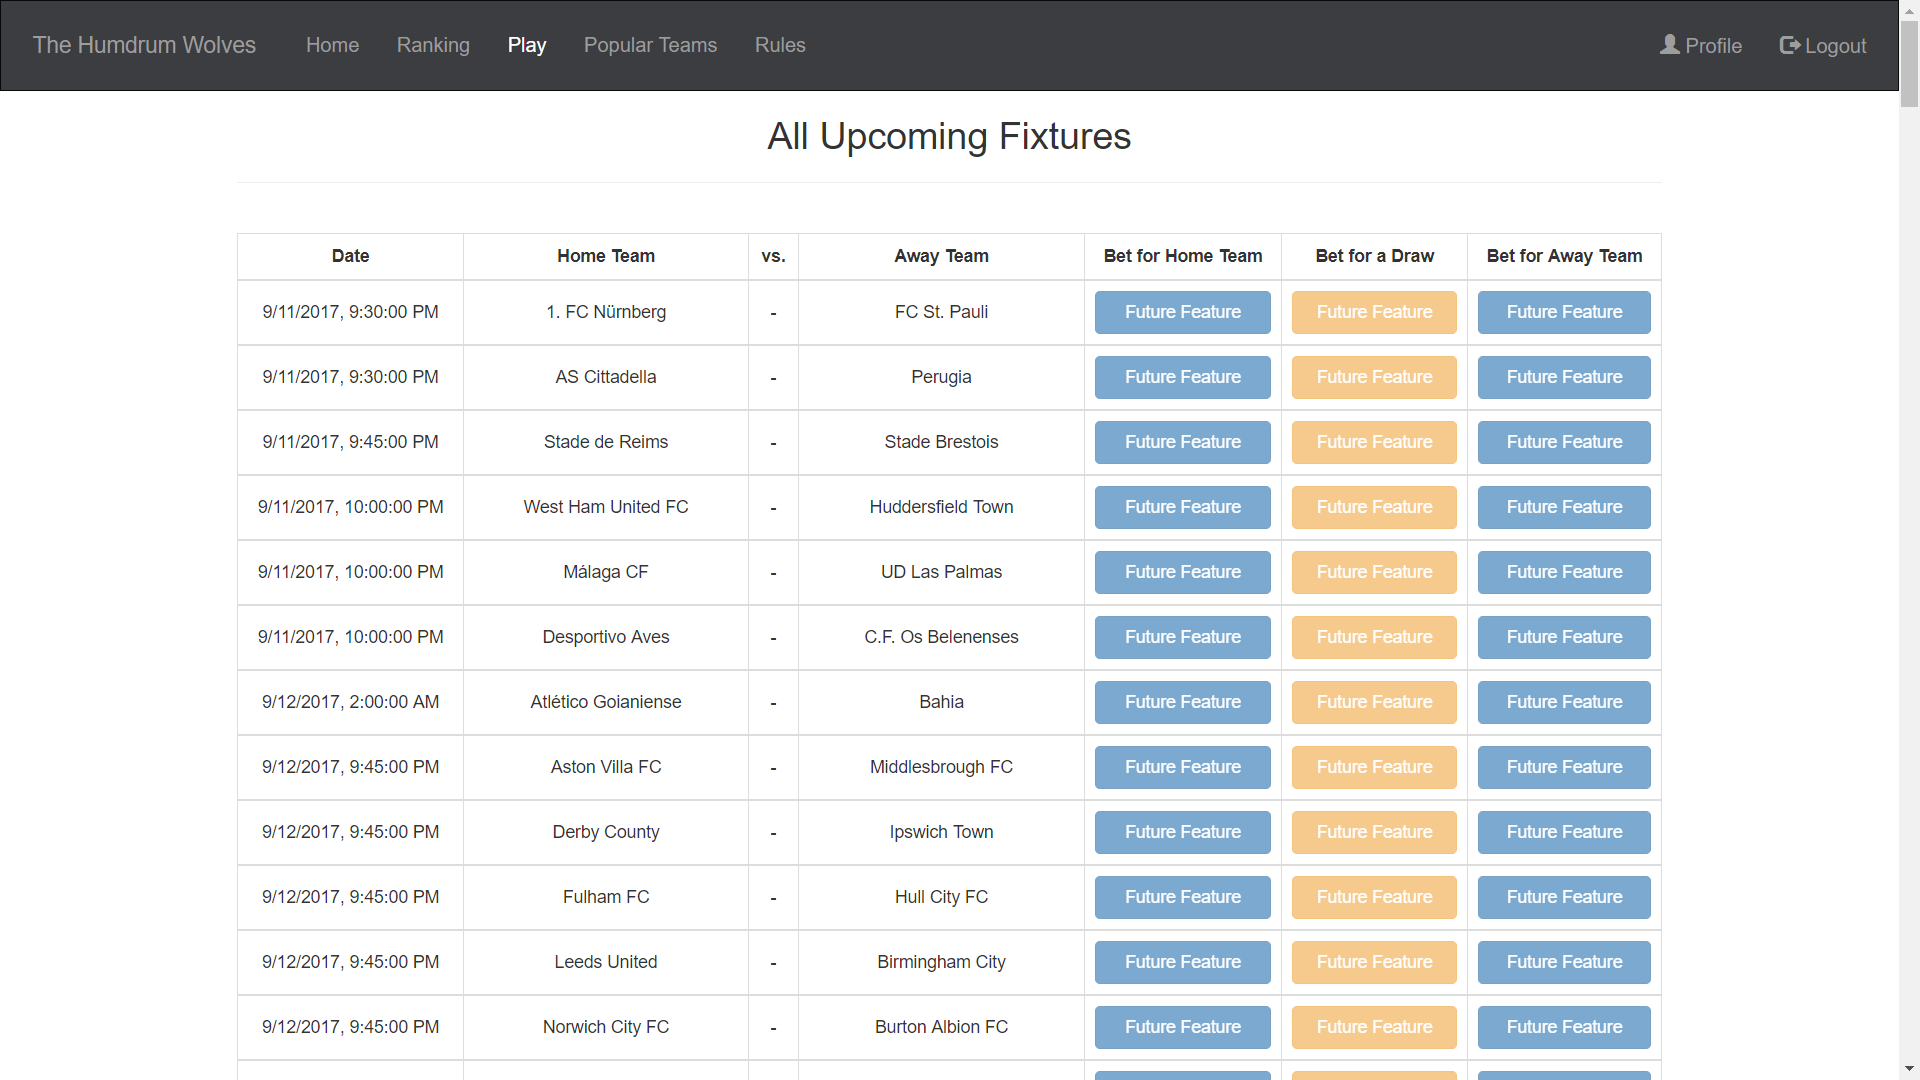 The Humdrum Wolves Home Ranking Play Popular Teams Rules Profile Logout
All Upcoming Fixtures
Date Home Team vs. Away Team Bet for Home Team Bet for a Draw Bet for Away Team
9/11/2017, 9:30:00 PM 1. FC Nürnberg - FC St. Pauli Future Feature Future Feature Future Feature
9/11/2017, 9:30:00 PM AS Cittadella - Perugia Future Feature Future Feature Future Feature
9/11/2017, 9:45:00 PM Stade de Reims - Stade Brestois Future Feature Future Feature Future Feature
9/11/2017, 10:00:00 PM West Ham United FC - Huddersfield Town Future Feature Future Feature Future Feature
9/11/2017, 10:00:00 PM Málaga CF - UD Las Palmas Future Feature Future Feature Future Feature
9/11/2017, 10:00:00 PM Desportivo Aves - C.F. Os Belenenses Future Feature Future Feature Future Feature
9/12/2017, 2:00:00 AM Atlético Goianiense - Bahia Future Feature Future Feature Future Feature
9/12/2017, 9:45:00 PM Aston Villa FC - Middlesbrough FC Future Feature Future Feature Future Feature
9/12/2017, 9:45:00 PM Derby County - Ipswich Town Future Feature Future Feature Future Feature
9/12/2017, 9:45:00 PM Fulham FC - Hull City FC Future Feature Future Feature Future Feature
9/12/2017, 9:45:00 PM Leeds United - Birmingham City Future Feature Future Feature Future Feature
9/12/2017, 9:45:00 PM Norwich City FC - Burton Albion FC Future Feature Future Feature Future Feature